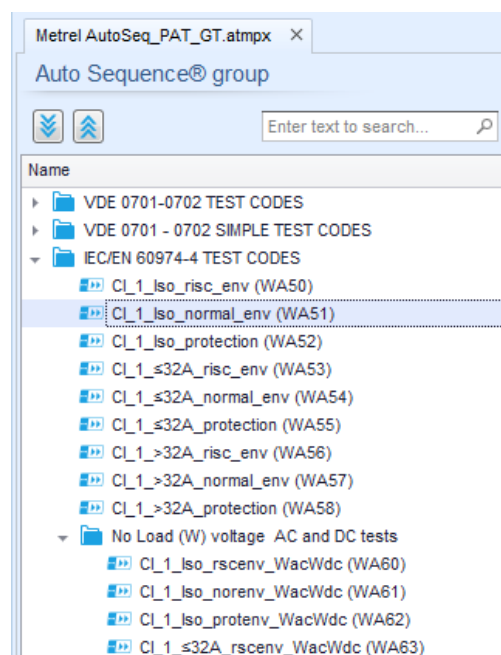 Metrel AutoSeq_PAT_GT.atmpx
Auto Sequence® group
Enter text to search...
Name
VDE 0701-0702 TEST CODES
VDE 0701 - 0702 SIMPLE TEST CODES
IEC/EN 60974-4 TEST CODES
Cl_1_Iso_risc_env (WA50)
Cl_1_Iso_normal_env (WA51)
Cl_1_Iso_protection (WA52)
Cl_1_≤32A_risc_env (WA53)
Cl_1_≤32A_normal_env (WA54)
Cl_1_≤32A_protection (WA55)
Cl_1_>32A_risc_env (WA56)
Cl_1_>32A_normal_env (WA57)
Cl_1_>32A_protection (WA58)
No Load (W) voltage  AC and DC tests
Cl_1_Iso_rscenv_WacWdc (WA60)
Cl_1_Iso_norenv_WacWdc (WA61)
Cl_1_Iso_protenv_WacWdc (WA62)
Cl_1_≤32A_rscenv_WacWdc (WA63)